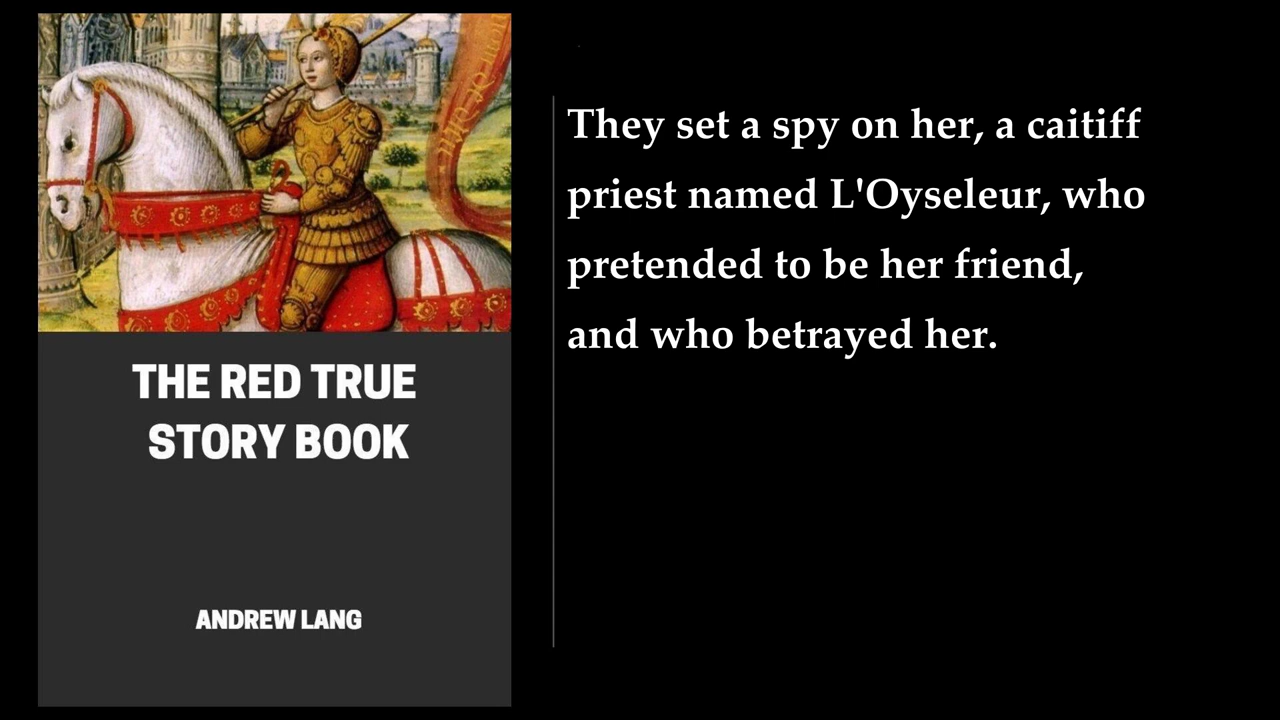 THE RED TRUE
STORY BOOK
ANDREW LANG
They set a spy on her, a caitiff
priest named L'Oyseleur, who
pretended to be her friend,
and who betrayed her.